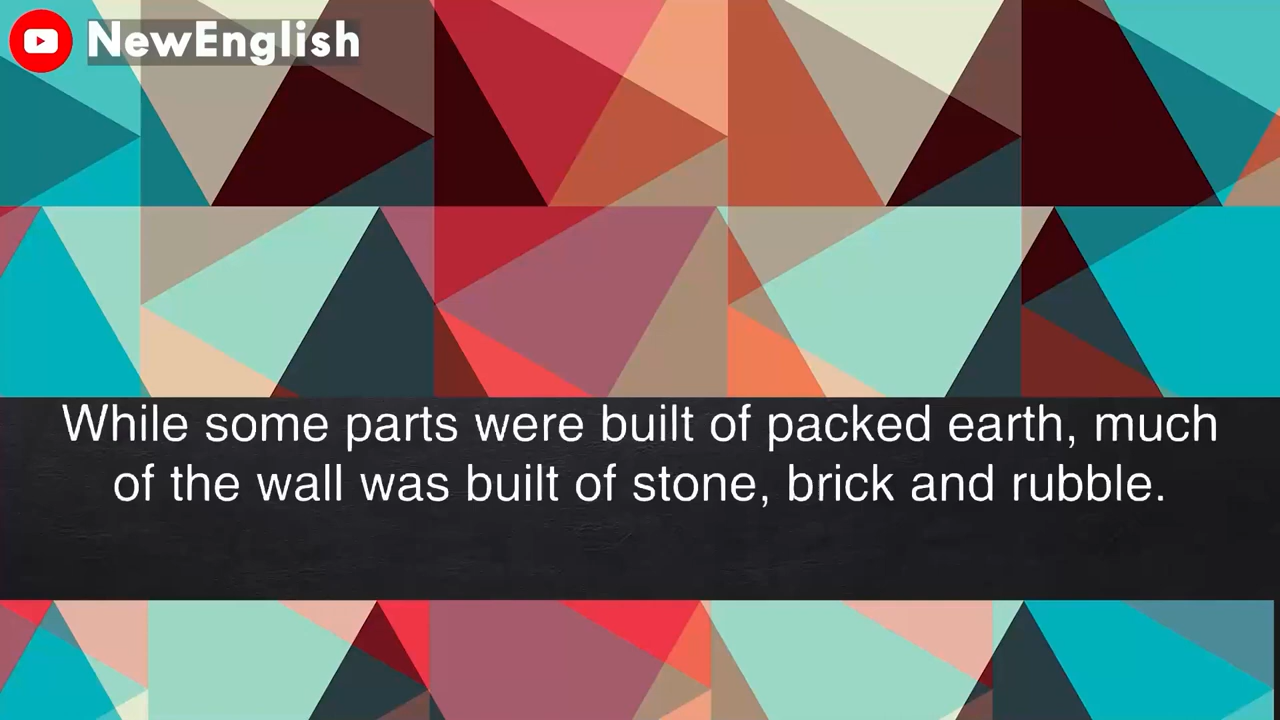 NewEnglish
While some parts were built of packed earth, much
of the wall was built of stone, brick and rubble.